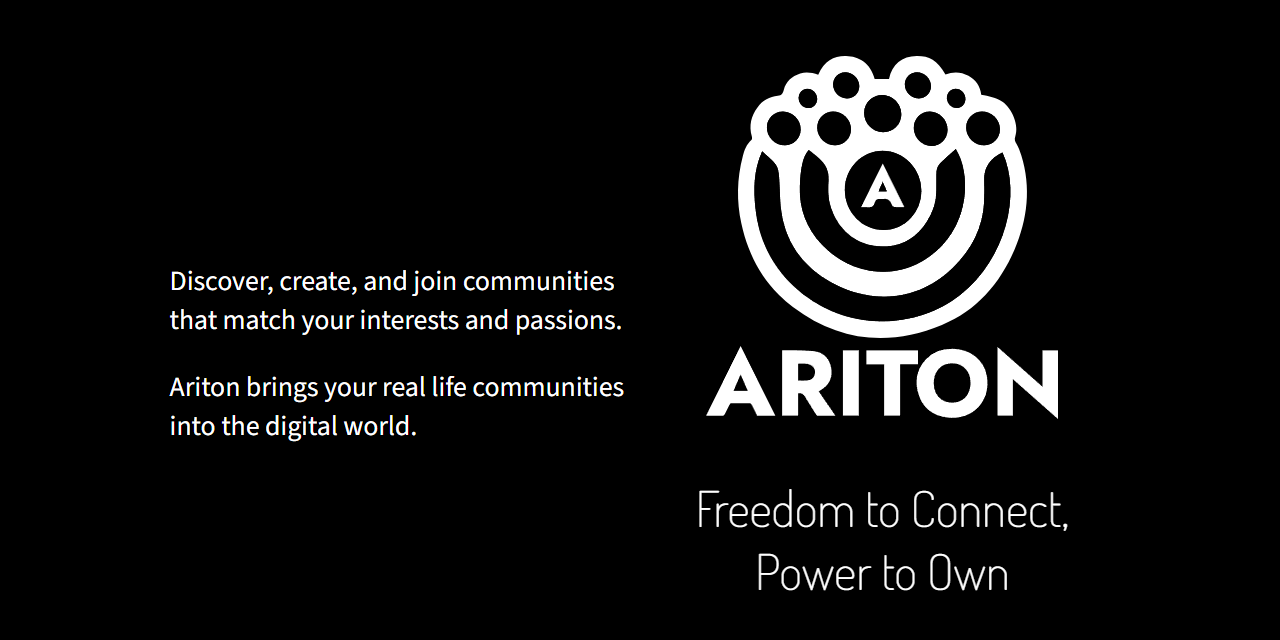 Discover, create, and join communities
that match your interests and passions.
Ariton brings your real life communities
into the digital world.
A
ARITON
Freedom to Connect,
Power to Own